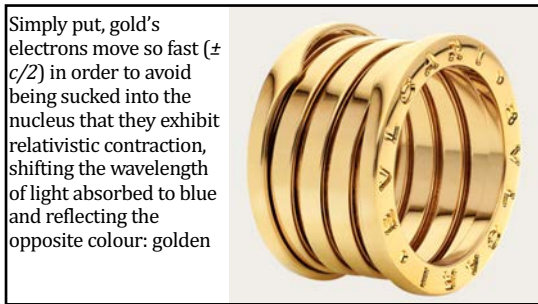 Simply put, gold’s
electrons move so fast (±
c/2) in order to avoid
being sucked into the
nucleus that they exhibit
relativistic contraction,
shifting the wavelength
of light absorbed to blue
and reflecting the
opposite colour: golden
BVLGARI